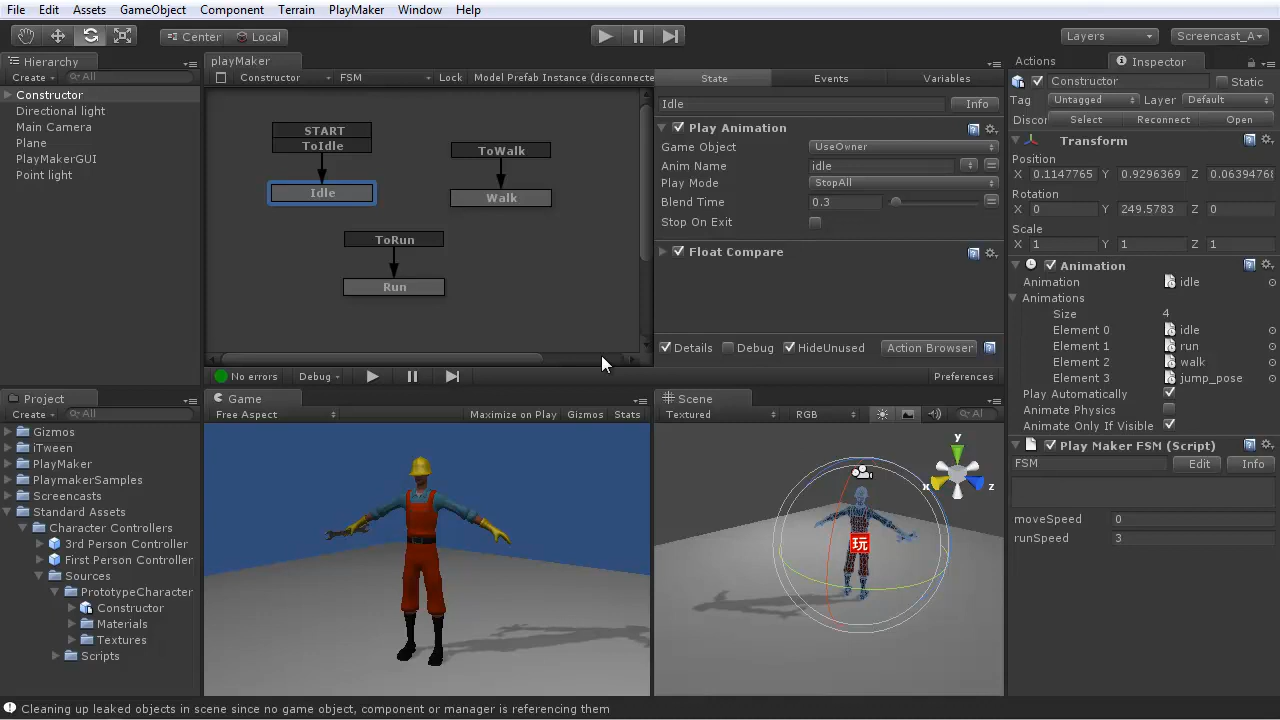 File Edit Assets GameObject Component Terrain PlayMaker Window Help
Center Local Layers Screencast_A
Hierarchy
Create All
Constructor
Directional light
Main Camera
Plane
PlayMakerGUI
Point light
playMaker
Constructor FSM Lock Model Prefab Instance (disconnecte
START
ToIdle
Idle
ToWalk
Walk
ToRun
Run
No errors Debug Preferences
State Events Variables
Idle Info
Play Animation
Game Object UseOwner
Anim Name idle
Play Mode StopAll
Blend Time 0.3
Stop On Exit
Float Compare
Details Debug HideUnused Action Browser
Actions Inspector
Constructor Static
Tag Untagged Layer Default
Discor Select Reconnect Open
Transform
Position
X 0.1147765 Y 0.9296369 Z 0.06394768
Rotation
X 0 Y 249.5783 Z 0
Scale
X 1 Y 1 Z 1
Animation
Animation idle
Animations
Size 4
Element 0 idle
Element 1 run
Element 2 walk
Element 3 jump_pose
Play Automatically
Animate Physics
Animate Only If Visible
Play Maker FSM (Script)
FSM Edit Info
moveSpeed 0
runSpeed 3
Project
Create All
Gizmos
iTween
PlayMaker
PlaymakerSamples
Screencasts
Standard Assets
Character Controllers
3rd Person Controller
First Person Controller
Sources
PrototypeCharacter
Constructor
Materials
Textures
Scripts
Game
Free Aspect Maximize on Play Gizmos Stats
Scene
Textured RGB Al
y
x z
玩
Cleaning up leaked objects in scene since no game object, component or manager is referencing them